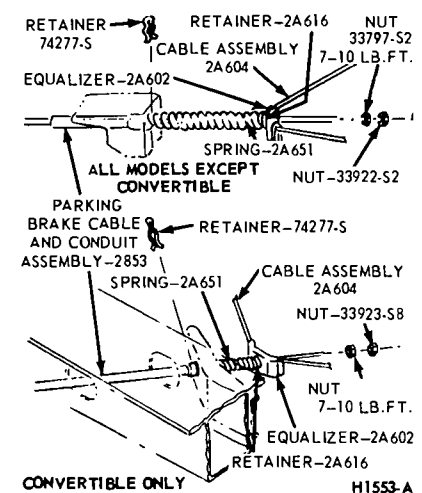 RETAINER
74277-S
RETAINER-2A616
NUT
33797-S2
7-10 LB.FT.
CABLE ASSEMBLY
2A604
EQUALIZER-2A602
SPRING-2A651
NUT-33922-S2
ALL MODELS EXCEPT
CONVERTIBLE
PARKING
BRAKE CABLE
AND CONDUIT
ASSEMBLY-2853
RETAINER-74277-S
SPRING-2A651
CABLE ASSEMBLY
2A604
NUT-33923-S8
NUT
7-10 LB.FT.
EQUALIZER-2A602
RETAINER-2A616
CONVERTIBLE ONLY
H1553-A